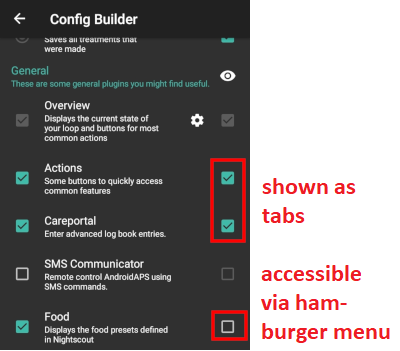 Config Builder
Saves all treatments that
were made
General
These are some general plugins you might find useful.
Overview
Displays the current state of
your loop and buttons for most
common actions
Actions
Some buttons to quickly access
common features
shown as
tabs
Careportal
Enter advanced log book entries.
SMS Communicator
Remote control AndroidAPS using
SMS commands.
accessible
via ham-
burger menu
Food
Displays the food presets defined
in Nightscout